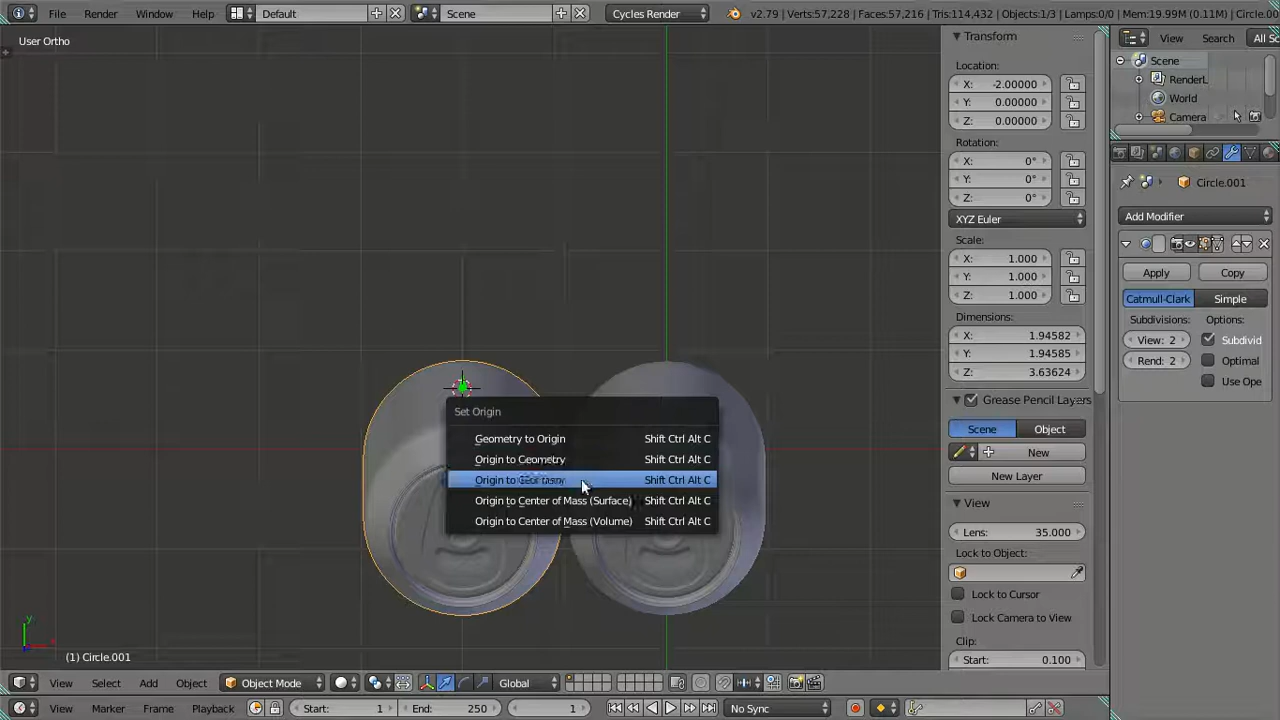 File Render Window Help Default Scene Cycles Render v2.79 | Verts:57,228 | Faces:57,216 | Tris:114,432 | Objects:1/3 | Lamps:0/0 | Mem:19.99M (0.11M) | Circle.00
User Ortho
Transform
View Search All Sc
Location:
X: -2.00000
Y: 0.00000
Z: 0.00000
Scene
RenderL
World
Camera
Rotation:
X: 0°
Y: 0°
Z: 0°
XYZ Euler
Scale:
X: 1.000
Y: 1.000
Z: 1.000
Dimensions:
X: 1.94582
Y: 1.94585
Z: 3.63624
Grease Pencil Layers
Scene Object
New
New Layer
View
Lens: 35.000
Lock to Object:
Lock to Cursor
Lock Camera to View
Clip:
Start: 0.100
Circle.001
Add Modifier
Apply Copy
Catmull-Clark Simple
Subdivisions: Options:
View: 2 Subdivid
Rend: 2 Optimal
Use Ope
Set Origin
Geometry to Origin Shift Ctrl Alt C
Origin to Geometry Shift Ctrl Alt C
Origin to Shift Ctrl Alt C
Origin to Center of Mass (Surface) Shift Ctrl Alt C
Origin to Center of Mass (Volume) Shift Ctrl Alt C
y
(1) Circle.001
View Select Add Object Object Mode Global
View Marker Frame Playback Start: 1 End: 250 1 No Sync